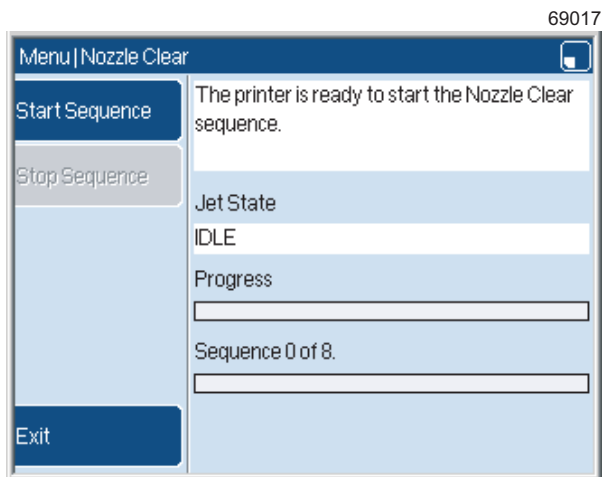 69017
Menu | Nozzle Clear
Start Sequence
The printer is ready to start the Nozzle Clear
sequence.
Stop Sequence
Jet State
IDLE
Progress
Sequence 0 of 8.
Exit